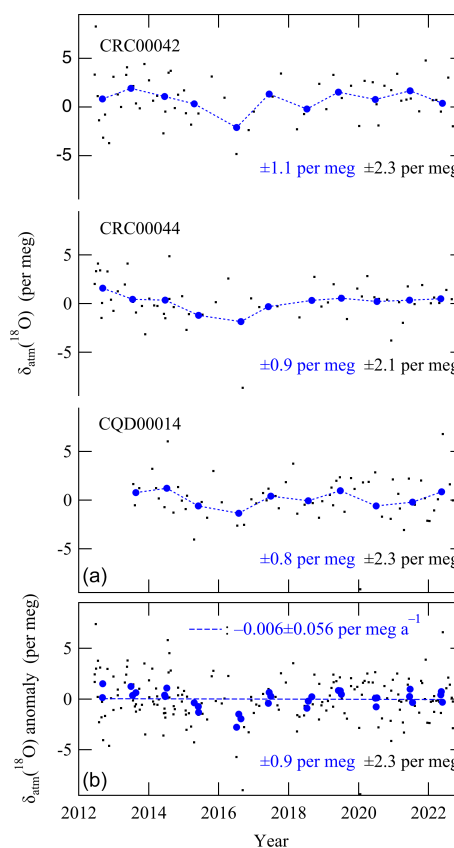 5
CRC00042
0
-5
±1.1 per meg ±2.3 per meg
5
CRC00044
0
-5
±0.9 per meg ±2.1 per meg
δatm(¹⁸O) (per meg)
5
CQD00014
0
-5
±0.8 per meg ±2.3 per meg
(a)
5
: –0.006±0.056 per meg a⁻¹
0
-5
±0.9 per meg ±2.3 per meg
(b)
δatm(¹⁸O) anomaly (per meg)
2012 2014 2016 2018 2020 2022
Year